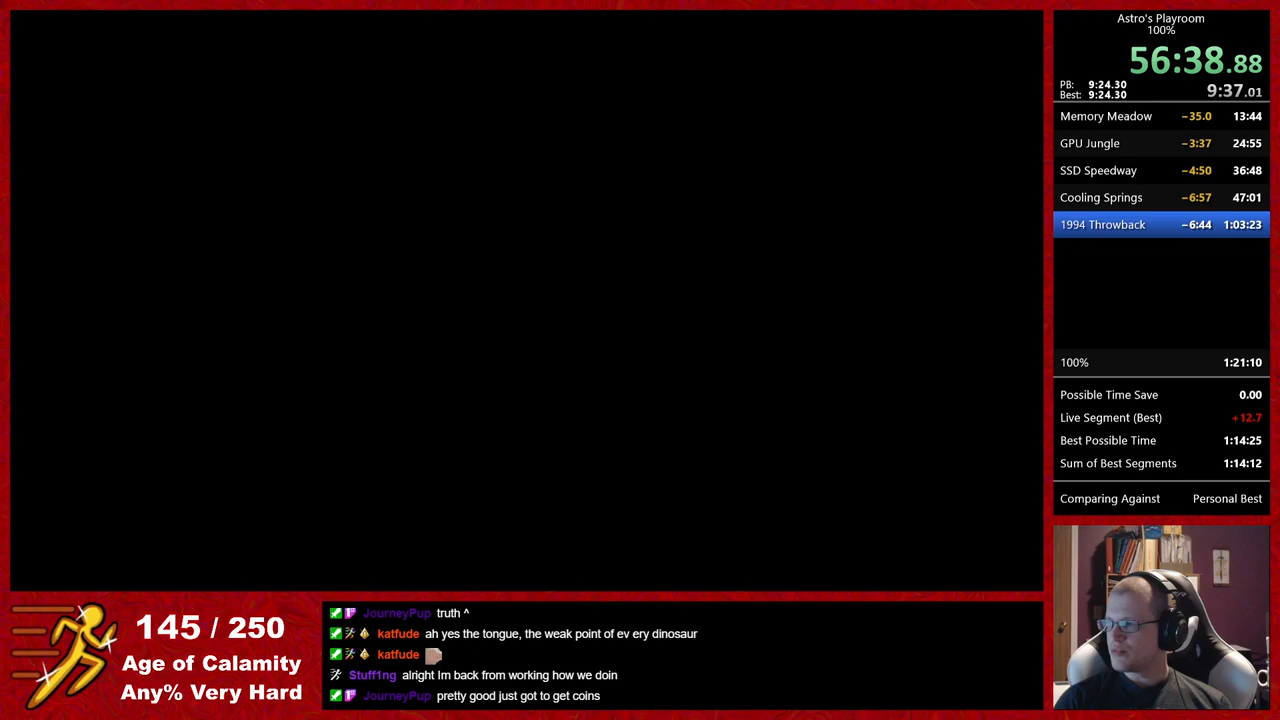 Astro's Playroom
100%
56:38.88
PB: 9:24.30
Best: 9:24.30
9:37.01
Memory Meadow -35.0 13:44
GPU Jungle -3:37 24:55
SSD Speedway -4:50 36:48
Cooling Springs -6:57 47:01
1994 Throwback -6:44 1:03:23
100% 1:21:10
Possible Time Save 0.00
Live Segment (Best) +12.7
Best Possible Time 1:14:25
Sum of Best Segments 1:14:12
Comparing Against Personal Best
145 / 250
Age of Calamity
Any% Very Hard
JourneyPup truth ^
katfude ah yes the tongue, the weak point of ev ery dinosaur
katfude
Stuff1ng alright Im back from working how we doin
JourneyPup pretty good just got to get coins